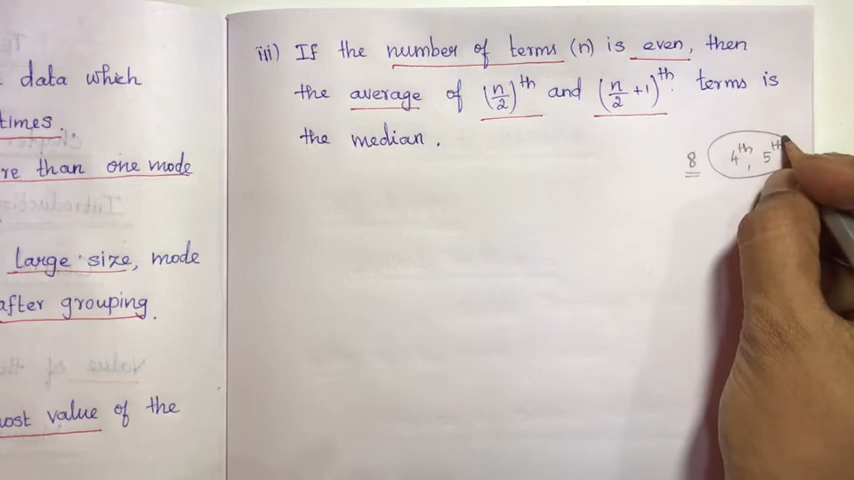 data which
times.
than one mode
large size, mode
after grouping.
value of the
iii) If the number of terms (n) is even, then
the average of (n/2)th and (n/2 +1)th terms is
the median.
8 4th, 5th